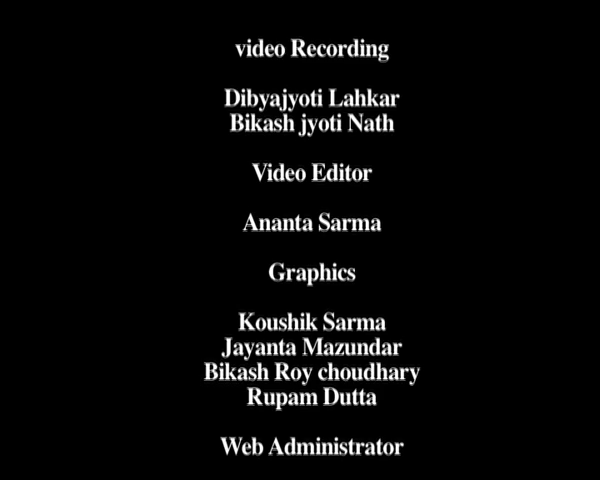 video Recording
Dibyajyoti Lahkar
Bikash jyoti Nath
Video Editor
Ananta Sarma
Graphics
Koushik Sarma
Jayanta Mazundar
Bikash Roy choudhary
Rupam Dutta
Web Administrator